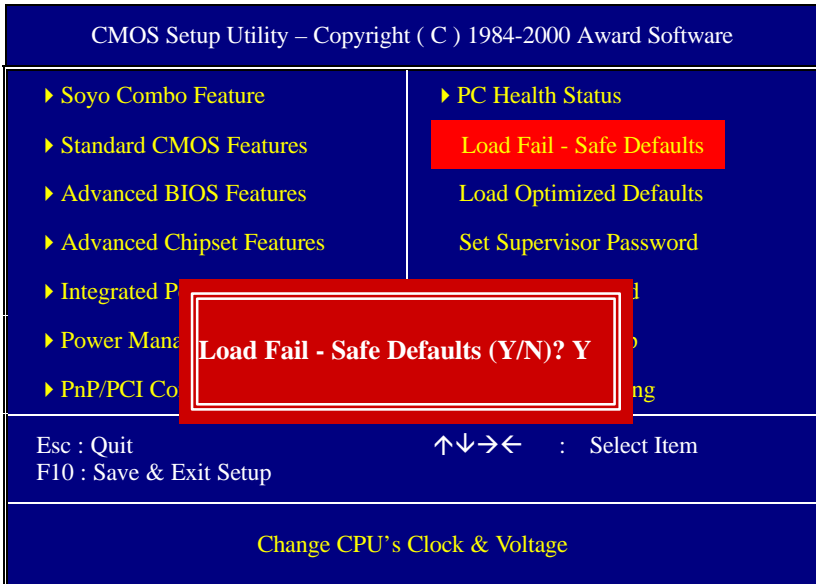 CMOS Setup Utility – Copyright ( C ) 1984-2000 Award Software
Soyo Combo Feature
Standard CMOS Features
Advanced BIOS Features
Advanced Chipset Features
Integrated P
Power Mana
PnP/PCI Co
PC Health Status
Load Fail - Safe Defaults
Load Optimized Defaults
Set Supervisor Password
d
ng
Load Fail - Safe Defaults (Y/N)? Y
Esc : Quit
↑↓→← : Select Item
F10 : Save & Exit Setup
Change CPU's Clock & Voltage